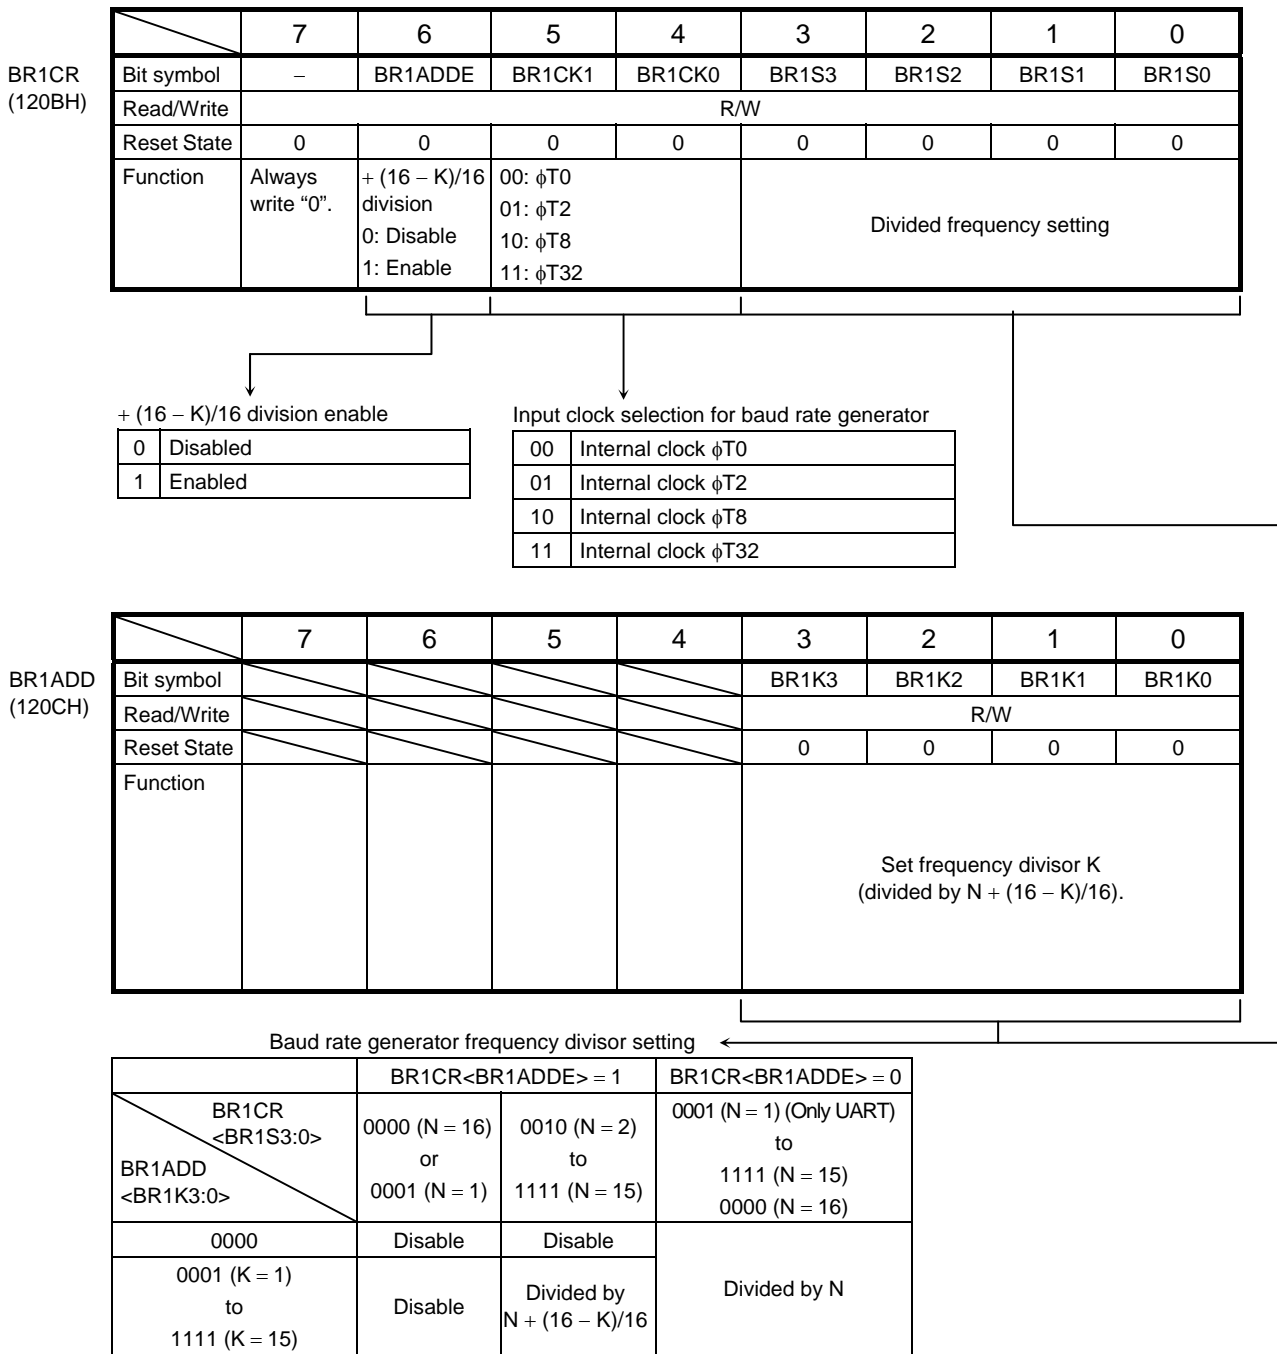 7 6 5 4 3 2 1 0
BR1CR
(120BH)
Bit symbol – BR1ADDE BR1CK1 BR1CK0 BR1S3 BR1S2 BR1S1 BR1S0
Read/Write R/W
Reset State 0 0 0 0 0 0 0 0
Function
Always
write “0”.
+ (16 – K)/16
division
0: Disable
1: Enable
00: φT0
01: φT2
10: φT8
11: φT32
Divided frequency setting
+ (16 – K)/16 division enable
0 Disabled
1 Enabled
Input clock selection for baud rate generator
00 Internal clock φT0
01 Internal clock φT2
10 Internal clock φT8
11 Internal clock φT32
7 6 5 4 3 2 1 0
BR1ADD
(120CH)
Bit symbol BR1K3 BR1K2 BR1K1 BR1K0
Read/Write R/W
Reset State 0 0 0 0
Function
Set frequency divisor K
(divided by N + (16 – K)/16).
Baud rate generator frequency divisor setting
BR1CR<BR1ADDE> = 1 BR1CR<BR1ADDE> = 0
BR1CR
<BR1S3:0>
BR1ADD
<BR1K3:0>
0000 (N = 16)
or
0001 (N = 1)
0010 (N = 2)
to
1111 (N = 15)
0001 (N = 1) (Only UART)
to
1111 (N = 15)
0000 (N = 16)
0000 Disable Disable
0001 (K = 1)
to
1111 (K = 15)
Disable
Divided by
N + (16 – K)/16
Divided by N